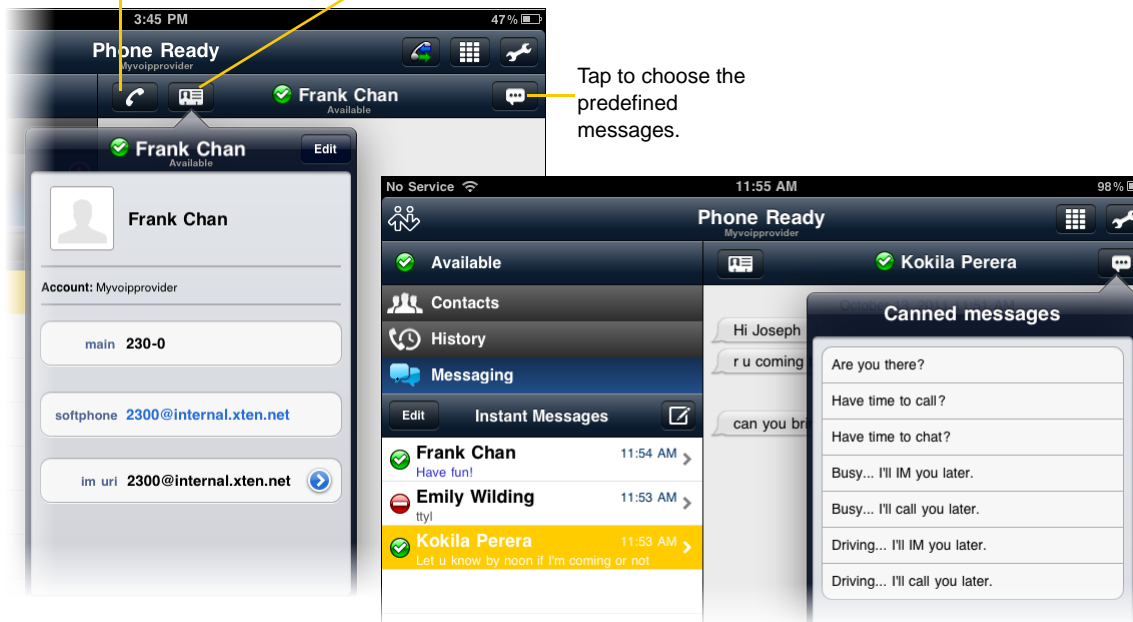 3:45 PM
47%
Phone Ready
Myvoipprovider
Frank Chan
Available
Frank Chan
Available
Edit
Frank Chan
Account: Myvoipprovider
main 230-0
softphone 2300@internal.xten.net
im uri 2300@internal.xten.net
Tap to choose the
predefined
messages.
No Service
11:55 AM
98%
Phone Ready
Myvoipprovider
Available
Kokila Perera
Contacts
History
Messaging
Edit
Instant Messages
Frank Chan 11:54 AM
Have fun!
Emily Wilding 11:53 AM
ttyl
Kokila Perera 11:53 AM
Let u know by noon if I'm coming or not
Hi Joseph
r u coming
can you bri
Canned messages
Are you there?
Have time to call?
Have time to chat?
Busy... I'll IM you later.
Busy... I'll call you later.
Driving... I'll IM you later.
Driving... I'll call you later.